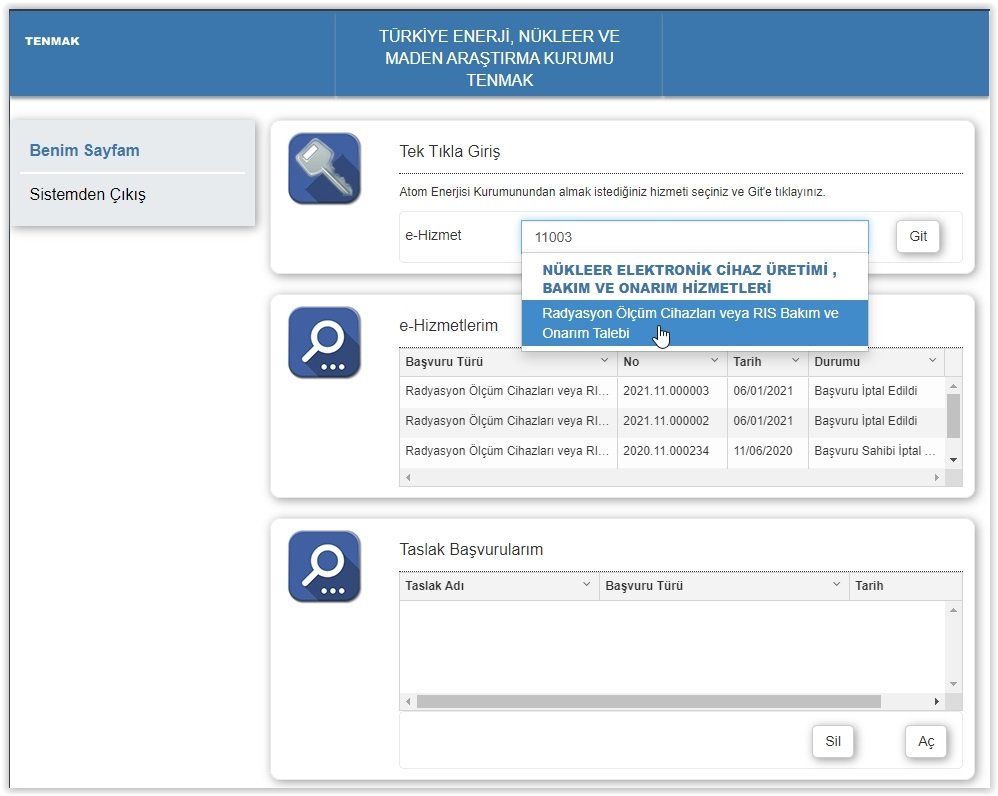 TENMAK
TÜRKİYE ENERJİ, NÜKLEER VE
MADEN ARAŞTIRMA KURUMU
TENMAK
Benim Sayfam
Sistemden Çıkış
Tek Tıkla Giriş
Atom Enerjisi Kurumunundan almak istediğiniz hizmeti seçiniz ve Git'e tıklayınız.
e-Hizmet
11003
Git
NÜKLEER ELEKTRONİK CİHAZ ÜRETİMİ ,
BAKIM VE ONARIM HİZMETLERİ
Radyasyon Ölçüm Cihazları veya RIS Bakım ve
Onarım Talebi
e-Hizmetlerim
Başvuru Türü No Tarih Durumu
Radyasyon Ölçüm Cihazları veya RI... 2021.11.000003 06/01/2021 Başvuru İptal Edildi
Radyasyon Ölçüm Cihazları veya RI... 2021.11.000002 06/01/2021 Başvuru İptal Edildi
Radyasyon Ölçüm Cihazları veya RI... 2020.11.000234 11/06/2020 Başvuru Sahibi İptal ...
Taslak Başvurularım
Taslak Adı Başvuru Türü Tarih
Sil Aç